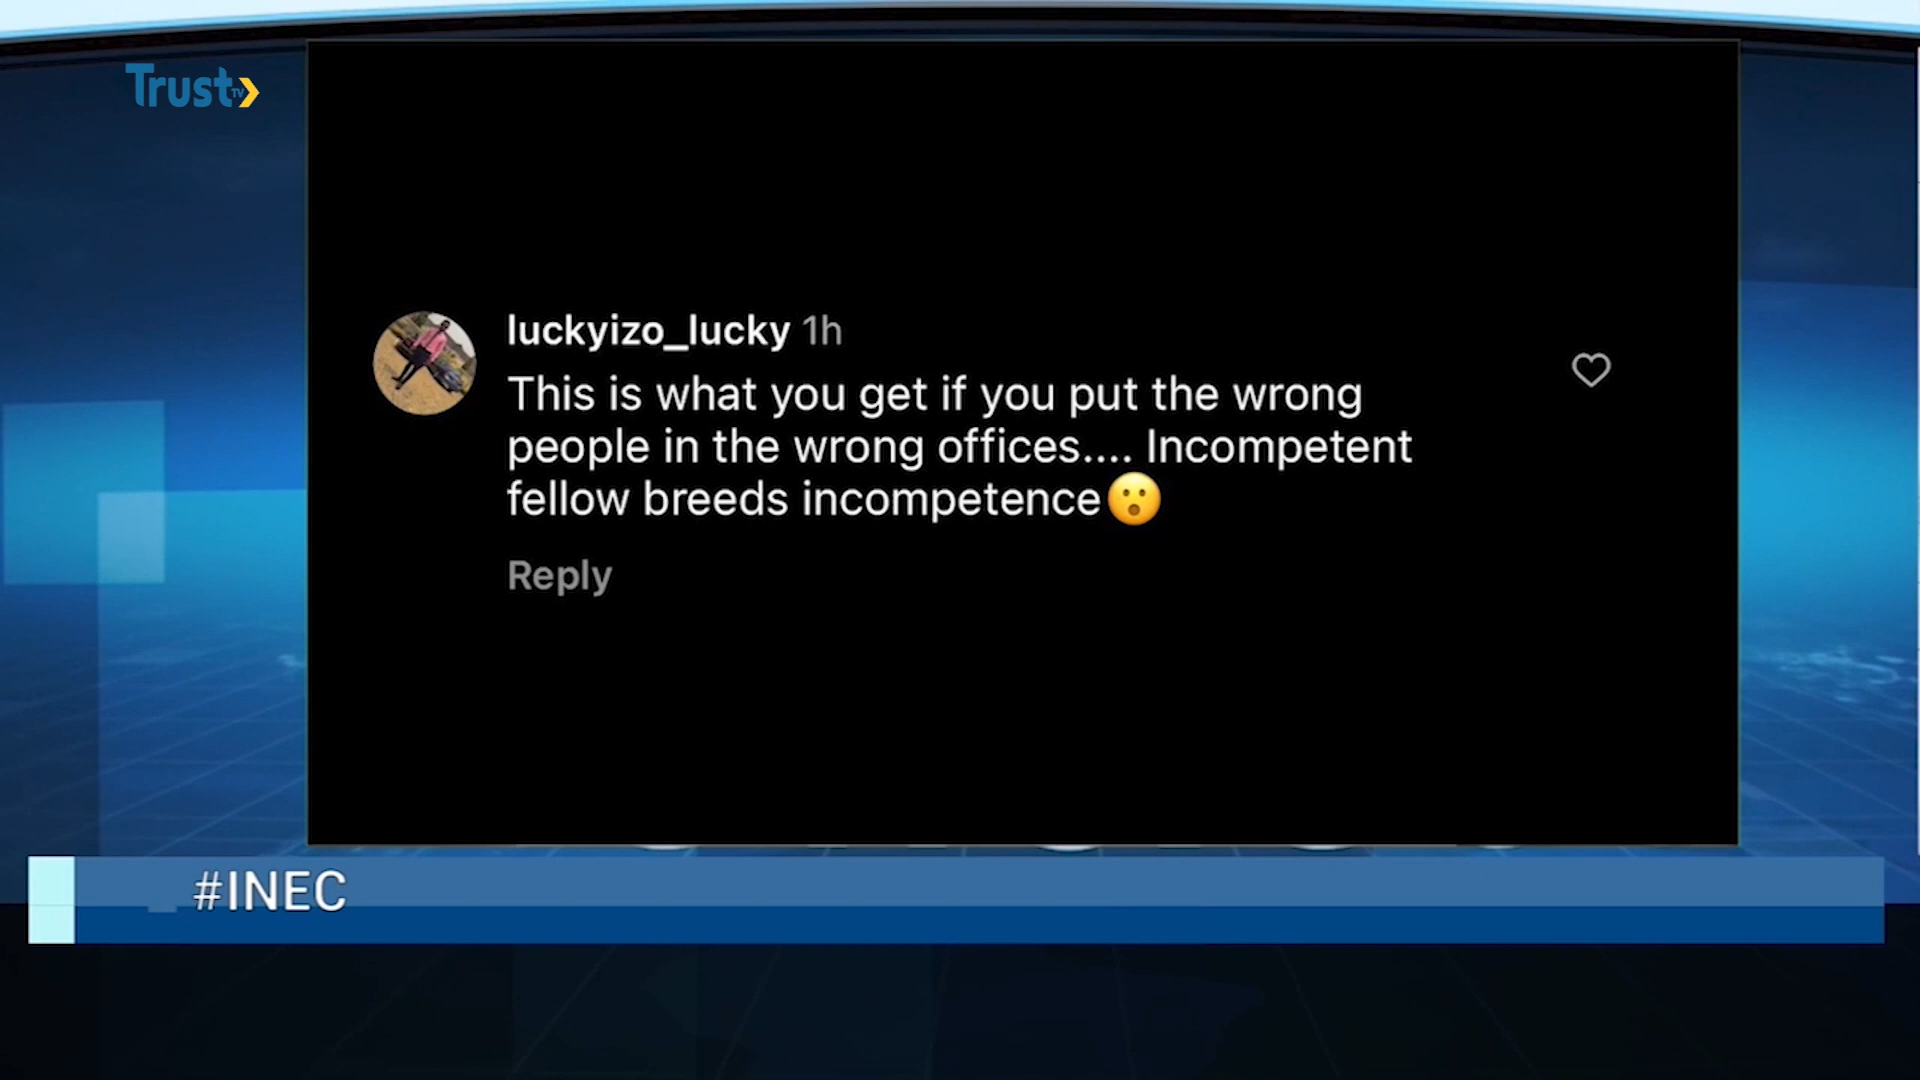 Trust TV
luckyizo_lucky 1h
This is what you get if you put the wrong
people in the wrong offices.... Incompetent
fellow breeds incompetence😮
Reply
#INEC